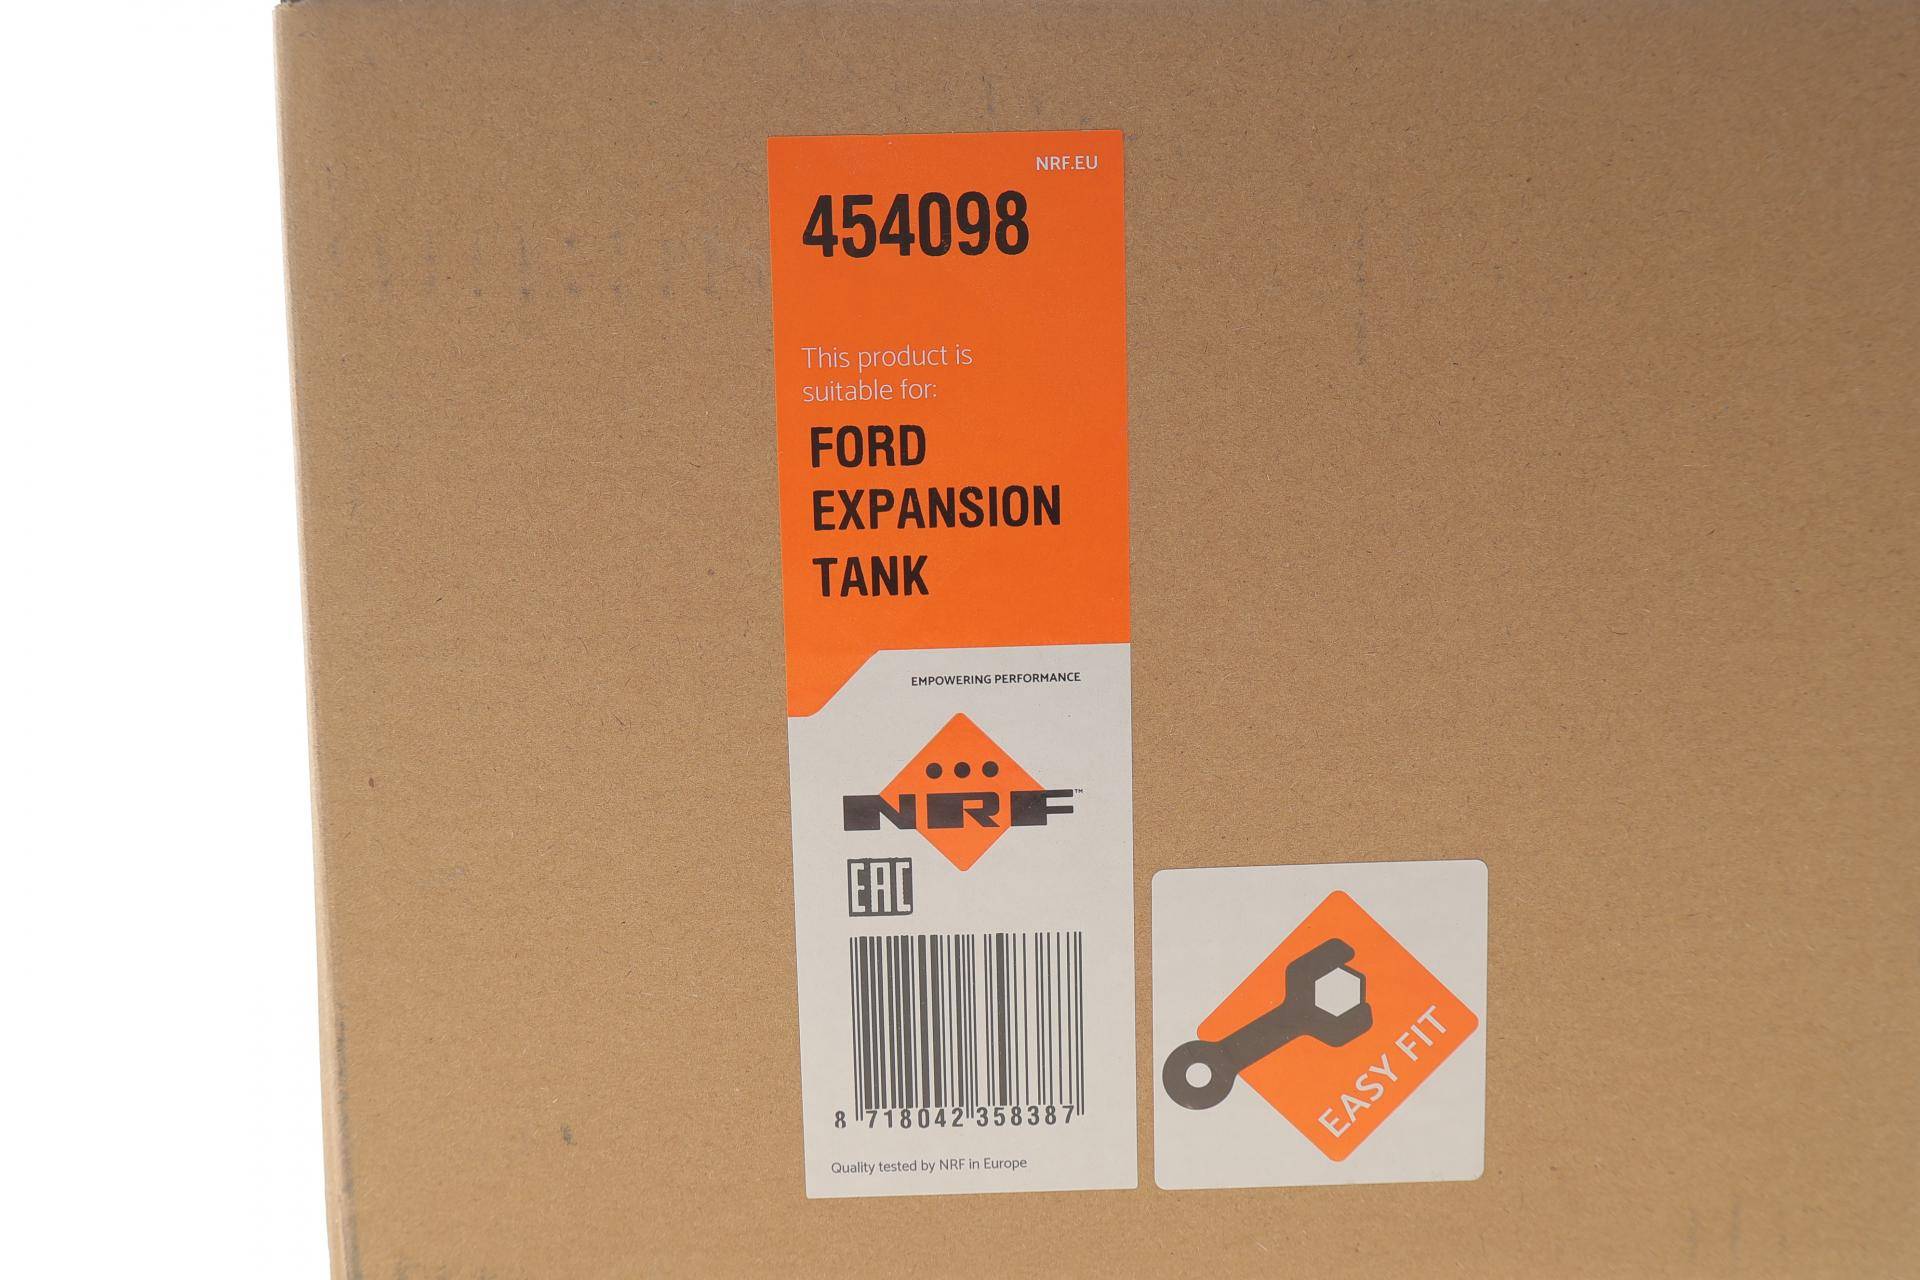 NRF.EU
454098
This product is
suitable for:
FORD
EXPANSION
TANK
EMPOWERING PERFORMANCE
NRF™
EAC
8 718042 358387
Quality tested by NRF in Europe
EASY FIT